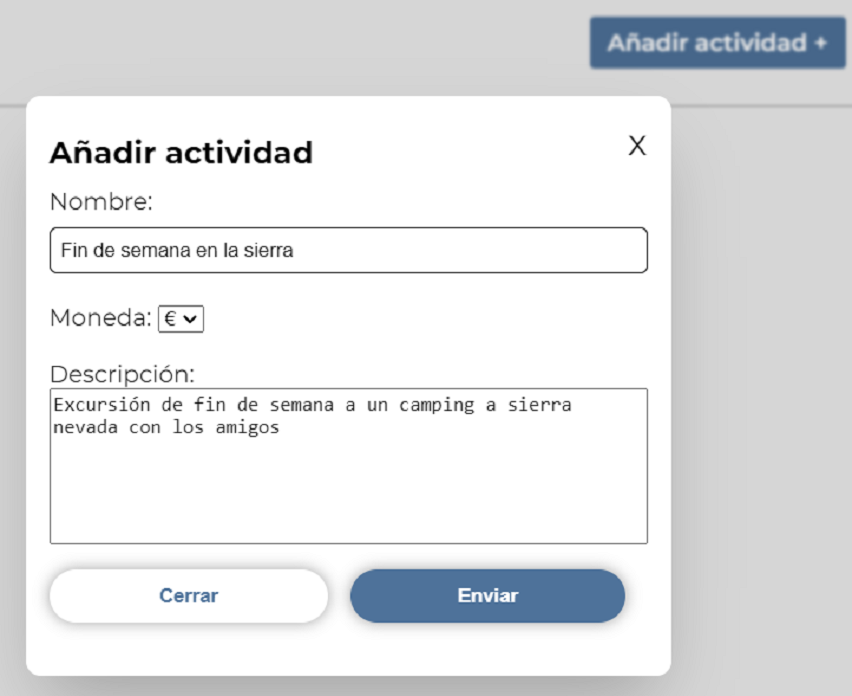 Añadir actividad +
Añadir actividad
X
Nombre:
Fin de semana en la sierra
Moneda: €
Descripción:
Excursión de fin de semana a un camping a sierra
nevada con los amigos
Cerrar
Enviar